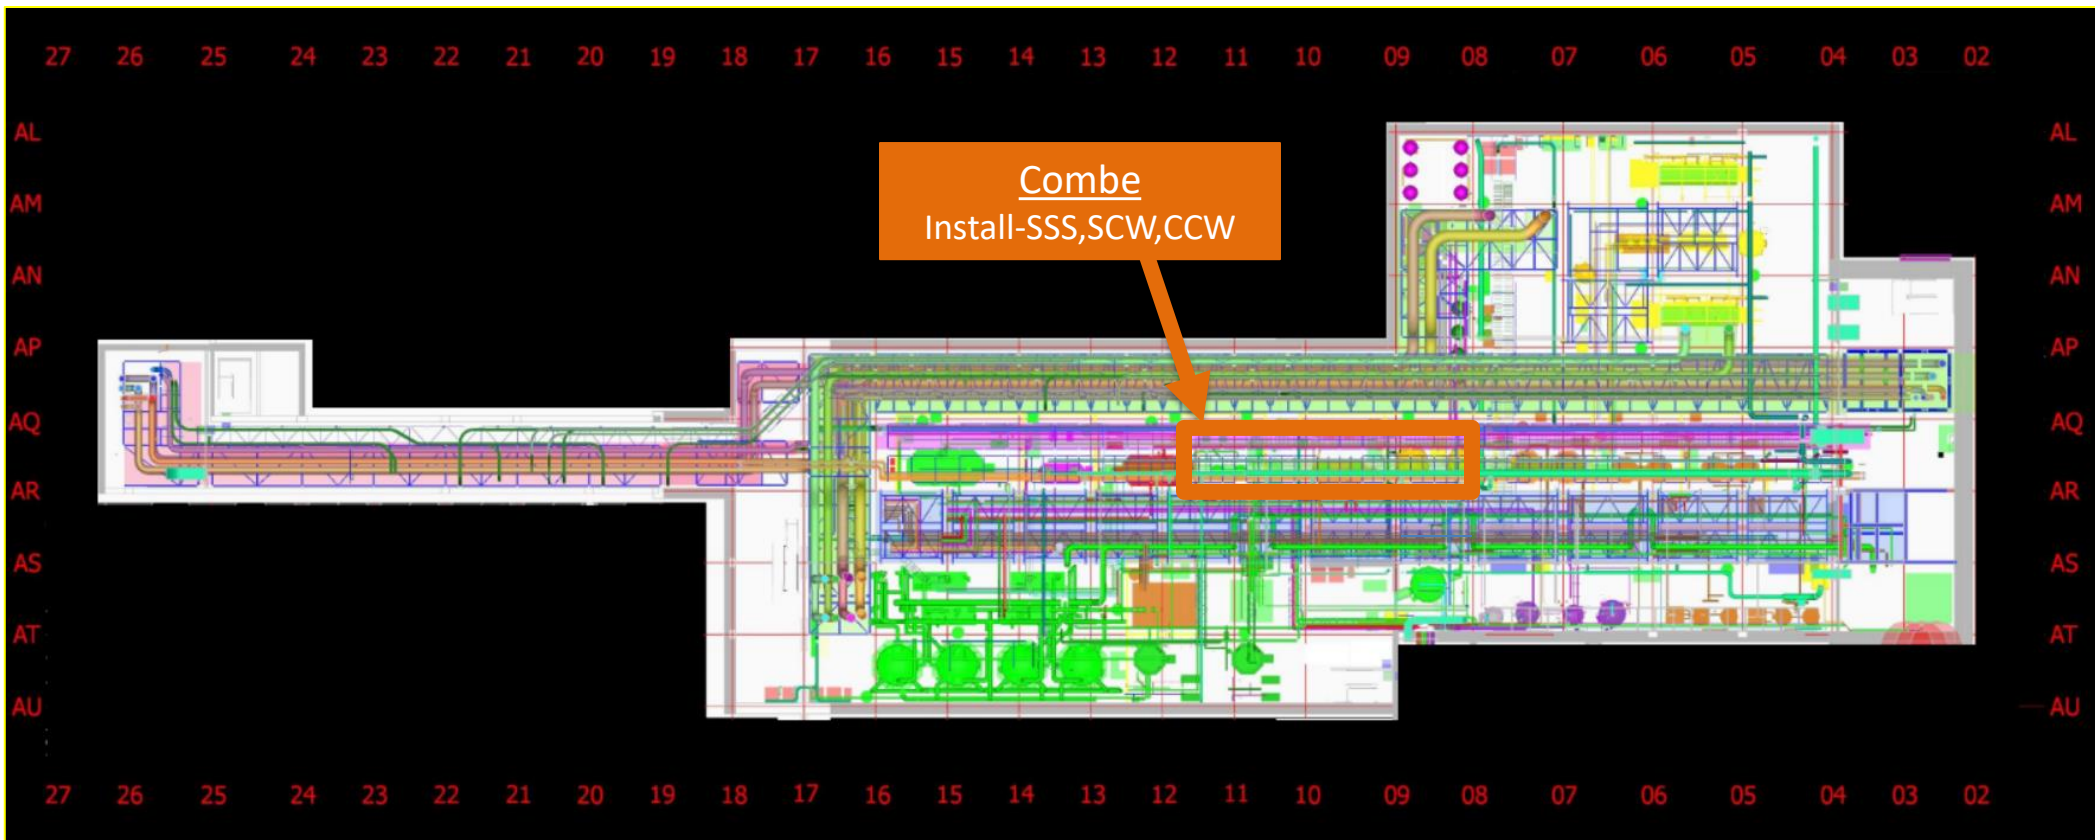 27 26 25 24 23 22 21 20 19 18 17 16 15 14 13 12 11 10 09 08 07 06 05 04 03 02
AL AL
Combe
Install-SSS,SCW,CCW
AM AM
AN AN
AP AP
AQ AQ
AR AR
AS AS
AT AT
AU AU
27 26 25 24 23 22 21 20 19 18 17 16 15 14 13 12 11 10 09 08 07 06 05 04 03 02